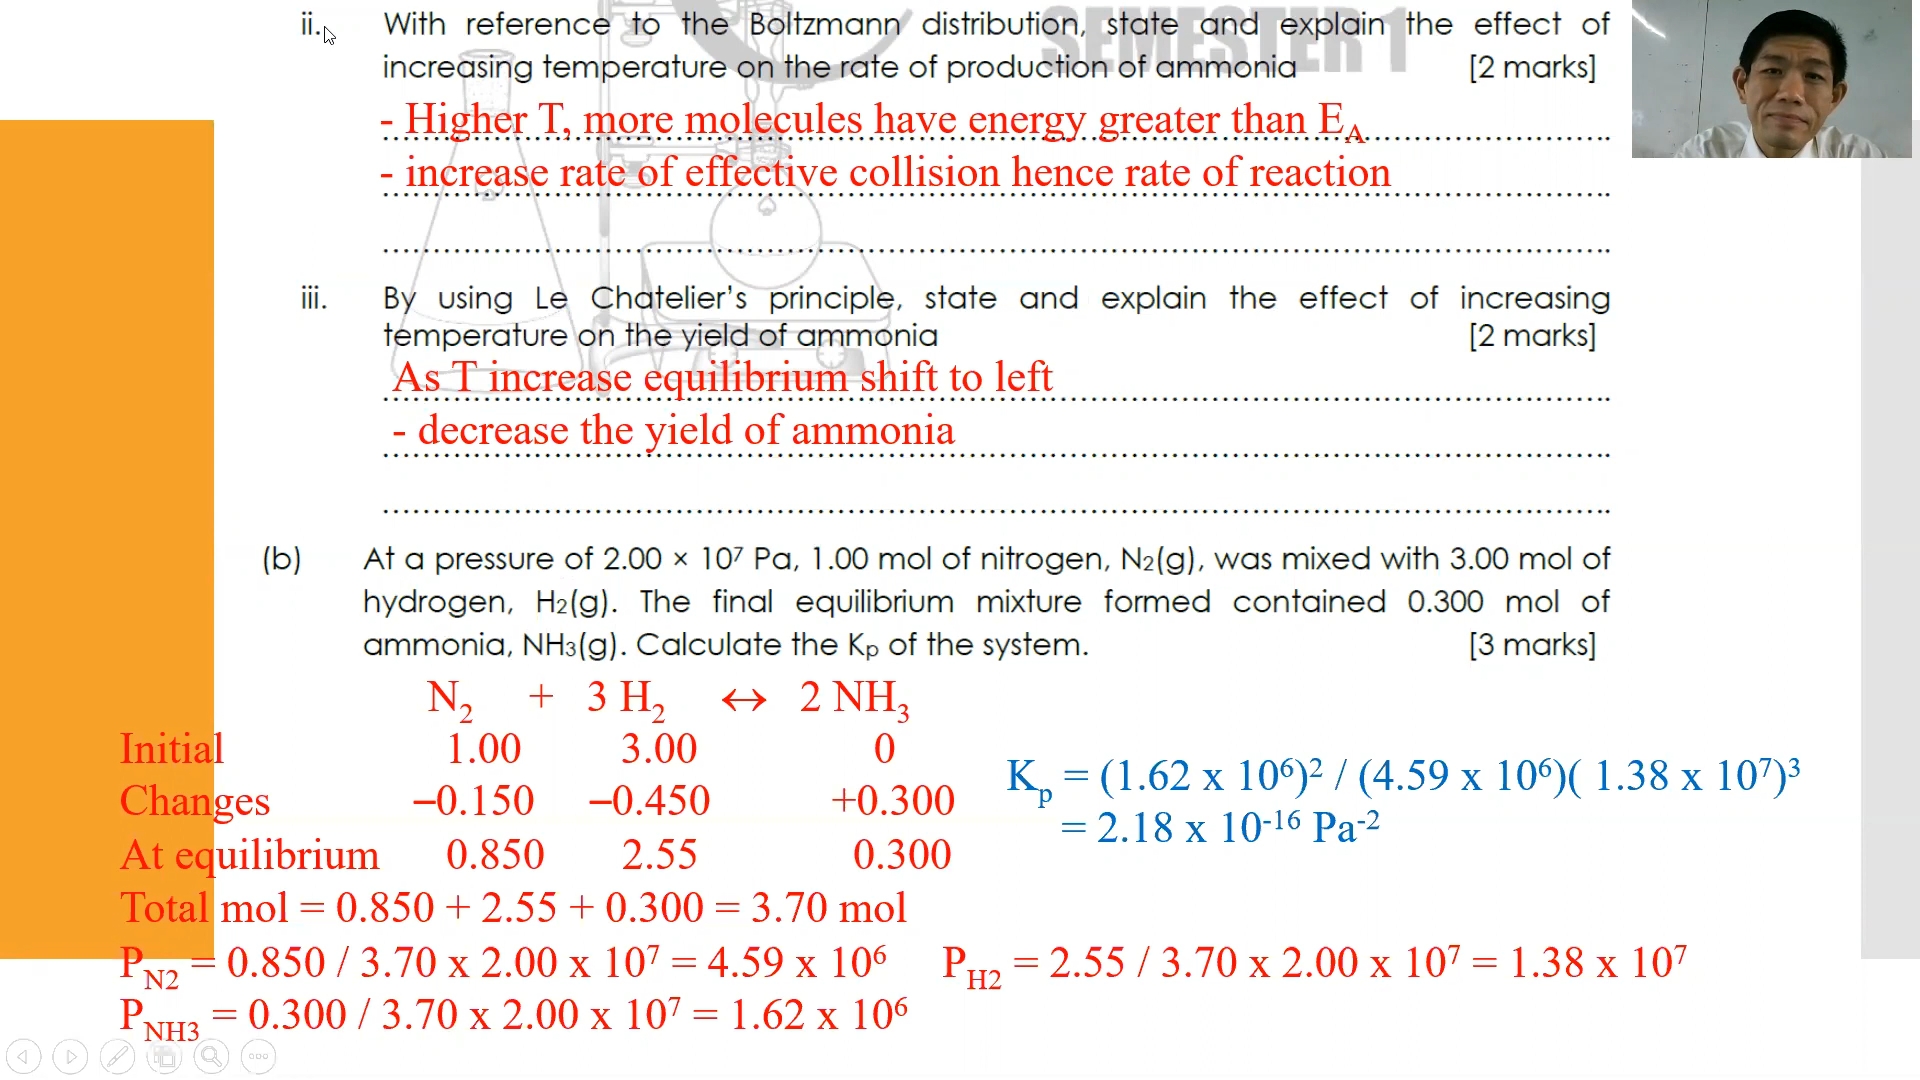 SEMESTER 1
ii. With reference to the Boltzmann distribution, state and explain the effect of
increasing temperature on the rate of production of ammonia [2 marks]
- Higher T, more molecules have energy greater than E_A
- increase rate of effective collision hence rate of reaction
iii. By using Le Chatelier’s principle, state and explain the effect of increasing
temperature on the yield of ammonia [2 marks]
As T increase equilibrium shift to left
- decrease the yield of ammonia
(b) At a pressure of 2.00 × 10⁷ Pa, 1.00 mol of nitrogen, N₂(g), was mixed with 3.00 mol of
hydrogen, H₂(g). The final equilibrium mixture formed contained 0.300 mol of
ammonia, NH₃(g). Calculate the Kₚ of the system. [3 marks]
N₂ + 3 H₂ ↔ 2 NH₃
Initial 1.00 3.00 0
Changes –0.150 –0.450 +0.300
At equilibrium 0.850 2.55 0.300
Total mol = 0.850 + 2.55 + 0.300 = 3.70 mol
P_N2 = 0.850 / 3.70 x 2.00 x 10⁷ = 4.59 x 10⁶ P_H2 = 2.55 / 3.70 x 2.00 x 10⁷ = 1.38 x 10⁷
P_NH3 = 0.300 / 3.70 x 2.00 x 10⁷ = 1.62 x 10⁶
Kₚ = (1.62 x 10⁶)² / (4.59 x 10⁶)( 1.38 x 10⁷)³
= 2.18 x 10⁻¹⁶ Pa⁻²